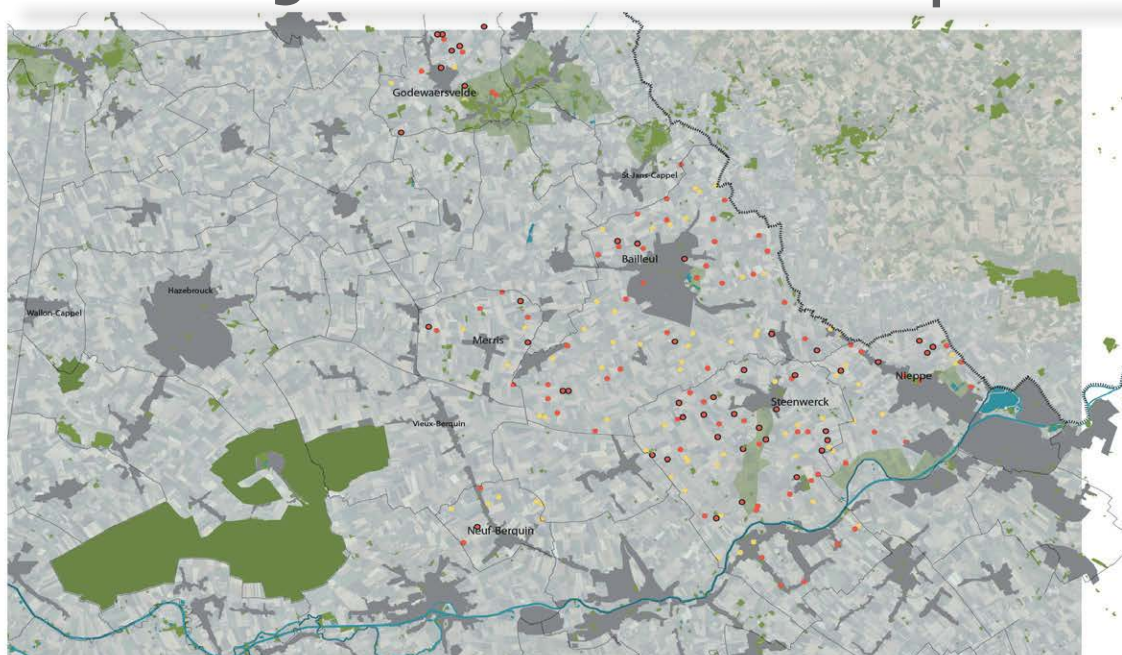 Godewaersvelde
St-Jans-Cappel
Bailleul
Hazebrouck
Wallon-Cappel
Merris
Nieppe
Steenwerck
Vieux-Berquin
Neuf-Berquin